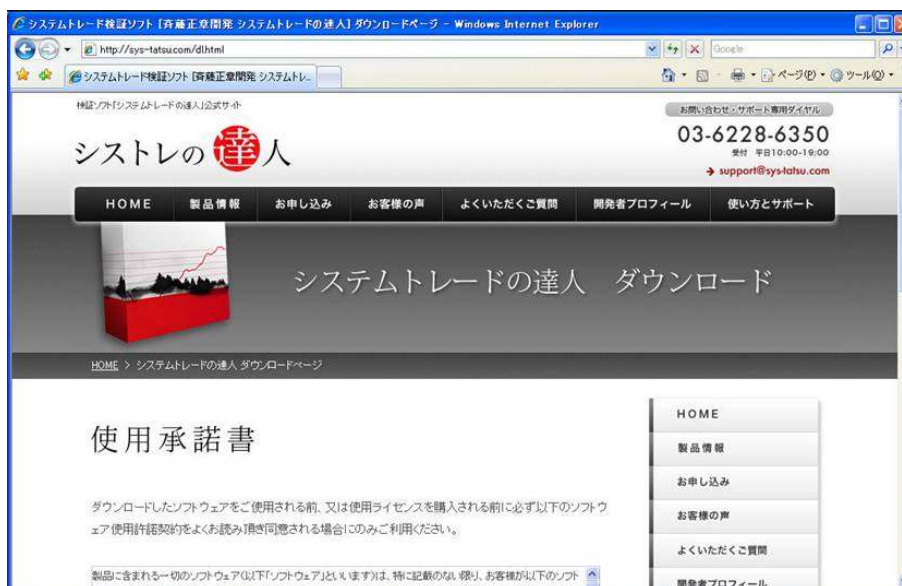 システムトレード検証ソフト [斉藤正章開発 システムトレードの達人] ダウンロードページ - Windows Internet Explorer
http://sys-tatsu.com/dl.html
Google
システムトレード検証ソフト [斉藤正章開発 システムトレ...
ページ(P) ツール(O)
検証ソフト「システムトレードの達人」公式サイト
お問い合わせ・サポート専用ダイヤル
シストレの達人
03-6228-6350
受付 平日10:00-19:00
support@sys-tatsu.com
HOME 製品情報 お申し込み お客様の声 よくいただくご質問 開発者プロフィール 使い方とサポート
システムトレードの達人 ダウンロード
HOME > システムトレードの達人 ダウンロードページ
使用承諾書
ダウンロードしたソフトウェアをご使用される前、又は使用ライセンスを購入される前に必ず以下のソフトウ
ェア使用許諾契約をよくお読み頂き同意される場合にのみご利用ください。
製品に含まれる一切のソフトウェア(以下「ソフトウェア」といいます)は、特に記載のない限り、お客様が以下のソフト
HOME
製品情報
お申し込み
お客様の声
よくいただくご質問
開発者プロフィール